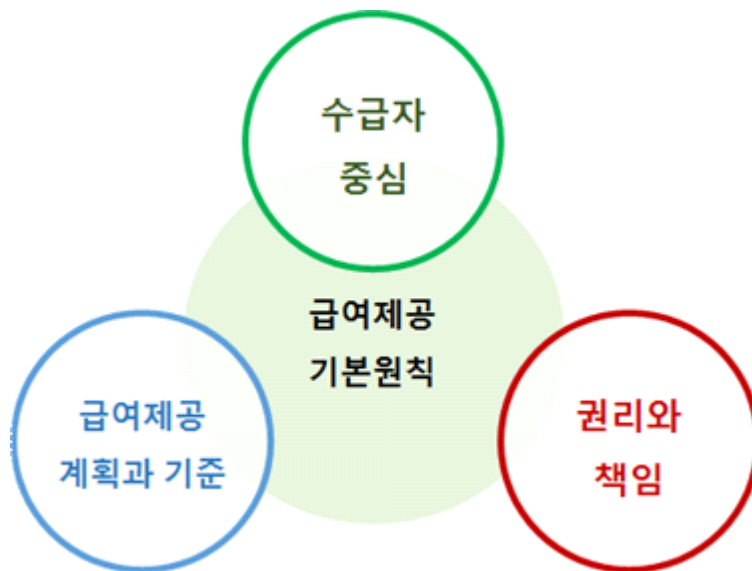 수급자
중심
급여제공
기본원칙
급여제공
계획과 기준
권리와
책임